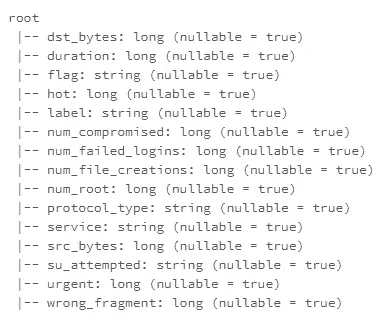 root
 |-- dst_bytes: long (nullable = true)
 |-- duration: long (nullable = true)
 |-- flag: string (nullable = true)
 |-- hot: long (nullable = true)
 |-- label: string (nullable = true)
 |-- num_compromised: long (nullable = true)
 |-- num_failed_logins: long (nullable = true)
 |-- num_file_creations: long (nullable = true)
 |-- num_root: long (nullable = true)
 |-- protocol_type: string (nullable = true)
 |-- service: string (nullable = true)
 |-- src_bytes: long (nullable = true)
 |-- su_attempted: string (nullable = true)
 |-- urgent: long (nullable = true)
 |-- wrong_fragment: long (nullable = true)